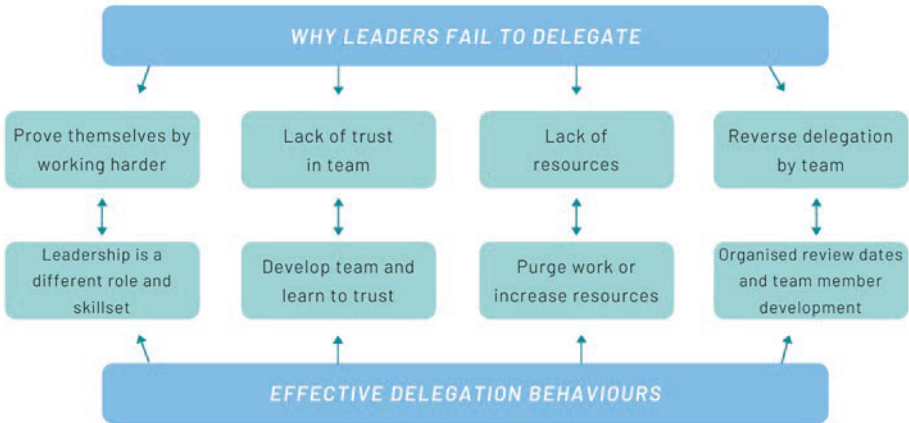 WHY LEADERS FAIL TO DELEGATE
Prove themselves by
working harder
Lack of trust
in team
Lack of
resources
Reverse delegation
by team
Leadership is a
different role and
skillset
Develop team and
learn to trust
Purge work or
increase resources
Organised review dates
and team member
development
EFFECTIVE DELEGATION BEHAVIOURS